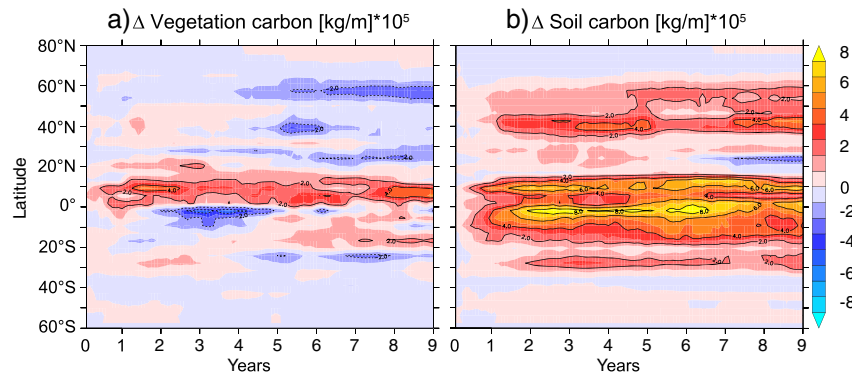 a) Δ Vegetation carbon [kg/m]*10⁵
b) Δ Soil carbon [kg/m]*10⁵
80°N
60°N
40°N
20°N
0°
20°S
40°S
60°S
Latitude
0 1 2 3 4 5 6 7 8 9
Years
0 1 2 3 4 5 6 7 8 9
Years
8
6
4
2
0
-2
-4
-6
-8